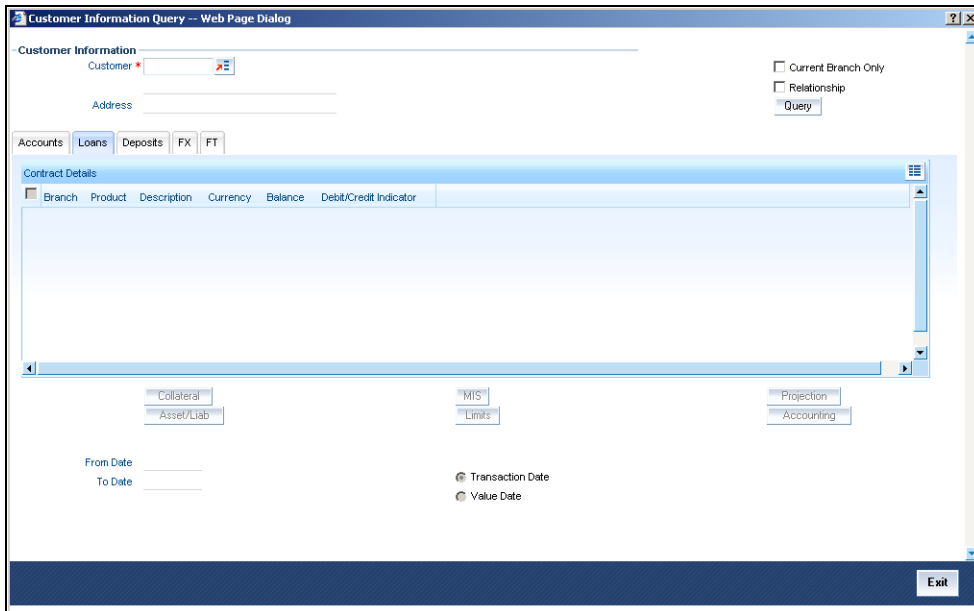 Customer Information Query -- Web Page Dialog
Customer Information
Customer *
Current Branch Only
Relationship
Address
Query
Accounts Loans Deposits FX FT
Contract Details
Branch Product Description Currency Balance Debit/Credit Indicator
Collateral MIS Projection
Asset/Liab Limits Accounting
From Date
Transaction Date
To Date
Value Date
Exit